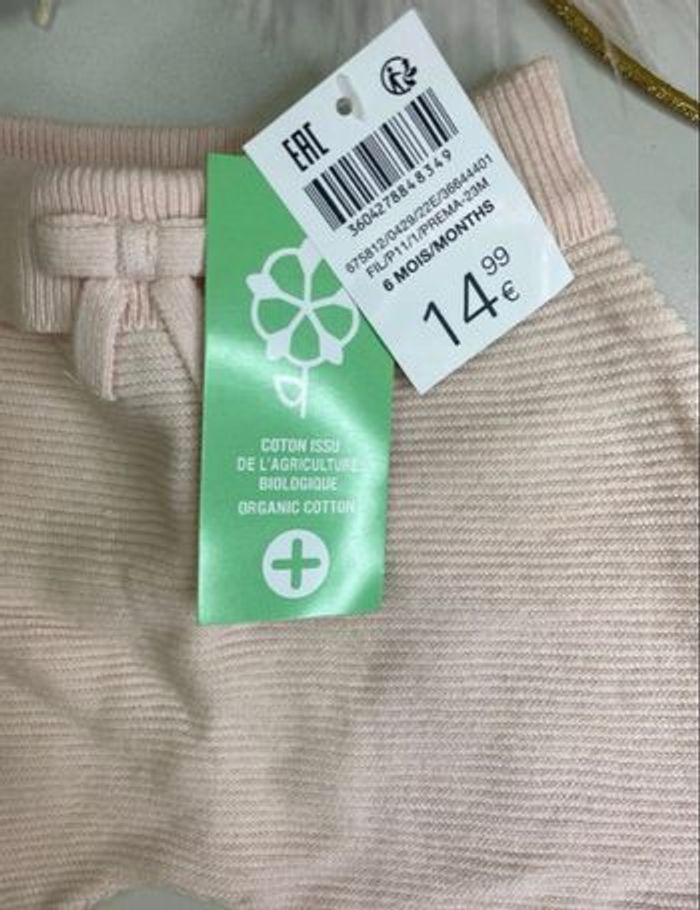 EAC
3604278848349
675812/0429/22E/36644401
FIL/P11/1/PREMA-23M
6 MOIS/MONTHS
14 99 €
COTON ISSU
DE L'AGRICULTURE
BIOLOGIQUE
ORGANIC COTTON